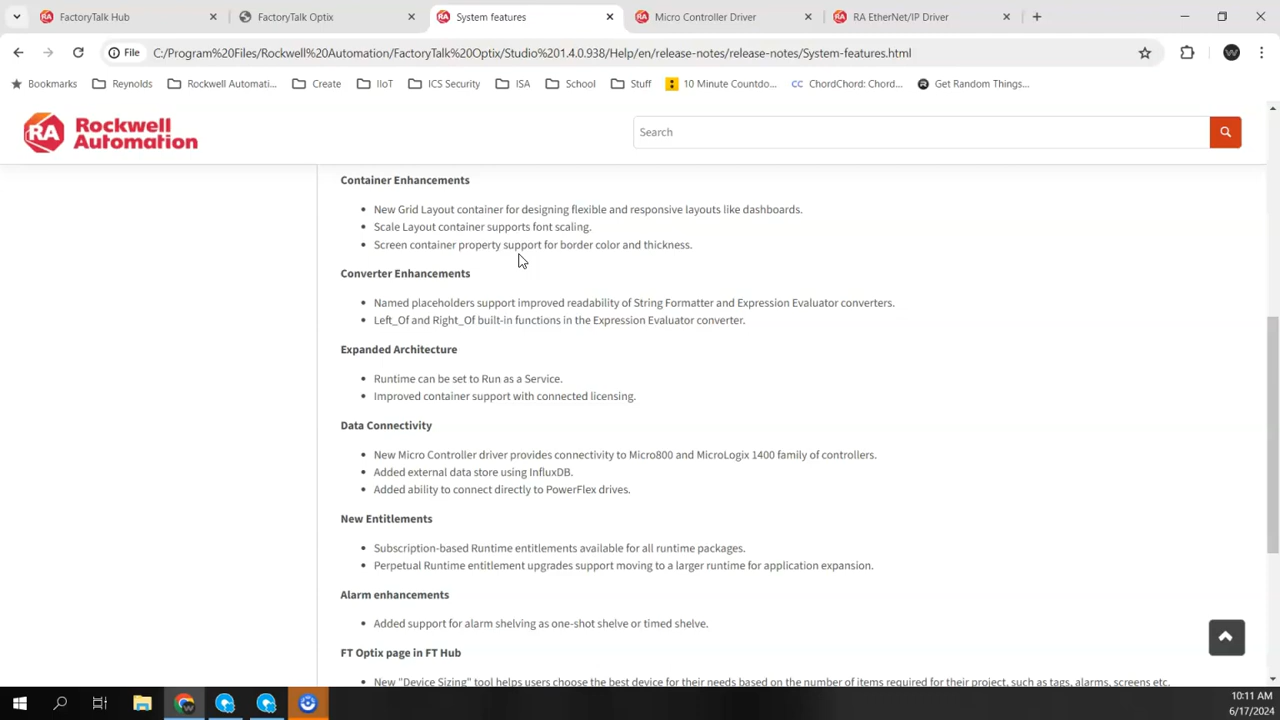 FactoryTalk Hub
FactoryTalk Optix
System features
Micro Controller Driver
RA EtherNet/IP Driver
File
C:/Program%20Files/Rockwell%20Automation/FactoryTalk%20Optix/Studio%201.4.0.938/Help/en/release-notes/release-notes/System-features.html
Bookmarks
Reynolds
Rockwell Automati...
Create
IIoT
ICS Security
ISA
School
Stuff
10 Minute Countdo...
CC ChordChord: Chord...
Get Random Things...
RA
Rockwell
Automation
Search
Container Enhancements
• New Grid Layout container for designing flexible and responsive layouts like dashboards.
• Scale Layout container supports font scaling.
• Screen container property support for border color and thickness.
Converter Enhancements
• Named placeholders support improved readability of String Formatter and Expression Evaluator converters.
• Left_Of and Right_Of built-in functions in the Expression Evaluator converter.
Expanded Architecture
• Runtime can be set to Run as a Service.
• Improved container support with connected licensing.
Data Connectivity
• New Micro Controller driver provides connectivity to Micro800 and MicroLogix 1400 family of controllers.
• Added external data store using InfluxDB.
• Added ability to connect directly to PowerFlex drives.
New Entitlements
• Subscription-based Runtime entitlements available for all runtime packages.
• Perpetual Runtime entitlement upgrades support moving to a larger runtime for application expansion.
Alarm enhancements
• Added support for alarm shelving as one-shot shelve or timed shelve.
FT Optix page in FT Hub
• New "Device Sizing" tool helps users choose the best device for their needs based on the number of items required for their project, such as tags, alarms, screens etc.
10:11 AM
6/17/2024